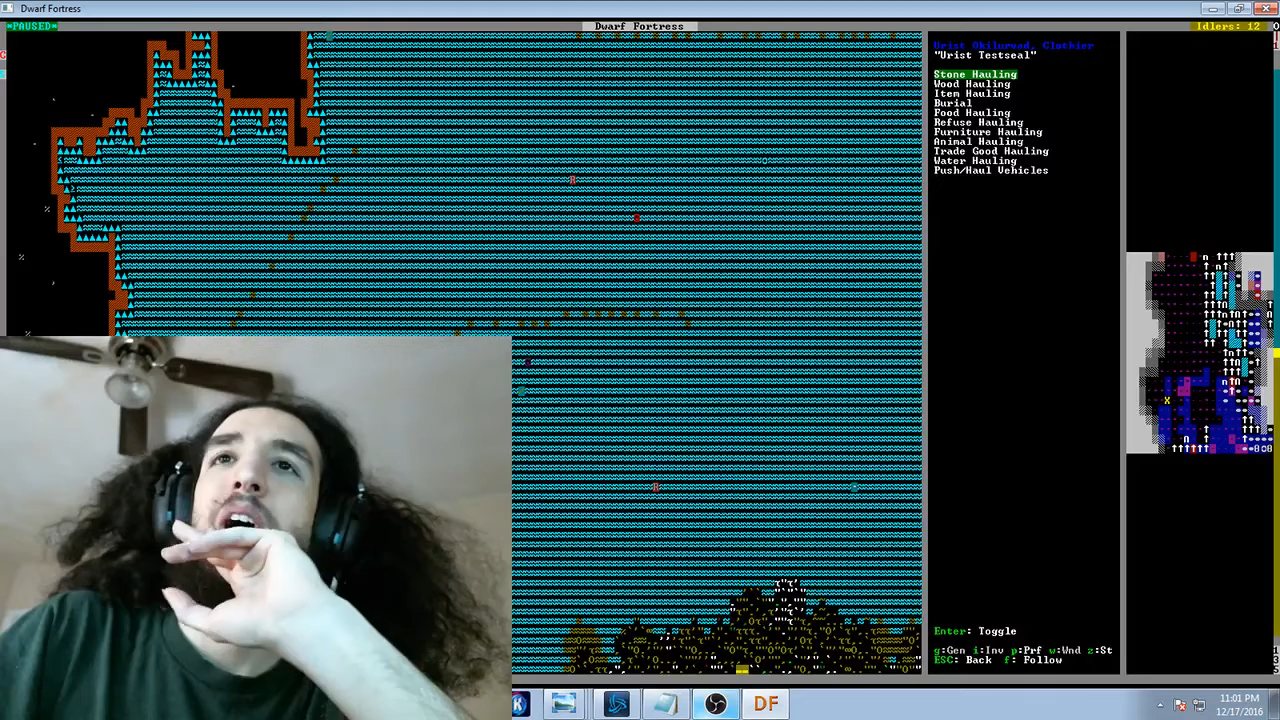 Dwarf Fortress
*PAUSED*
Dwarf Fortress
Idlers: 12
Clothier
"Urist Testseal"
Stone Hauling
Wood Hauling
Item Hauling
Burial
Food Hauling
Refuse Hauling
Furniture Hauling
Animal Hauling
Trade Good Hauling
Water Hauling
Push/Haul Vehicles
Enter: Toggle
g:Gen i:Inv p:Prf w:Wnd z:St
ESC: Back f: Follow
K
DF
11:01 PM
12/17/2016